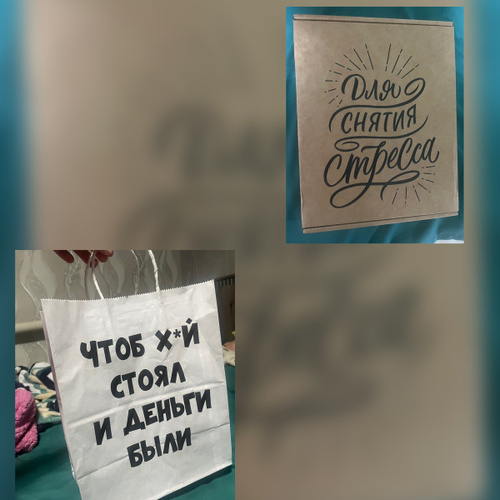 Для
снятия
стресса
ЧТОБ Х*Й
СТОЯЛ
И ДЕНЬГИ
БЫЛИ